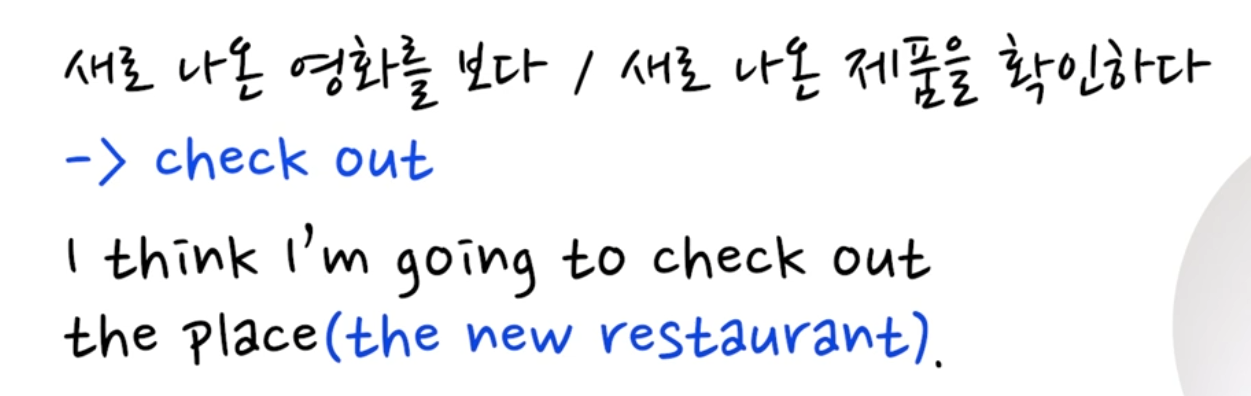 새로 나온 영화를 보다 / 새로 나온 제품을 확인하다
-> check out
I think I'm going to check out
the place(the new restaurant).